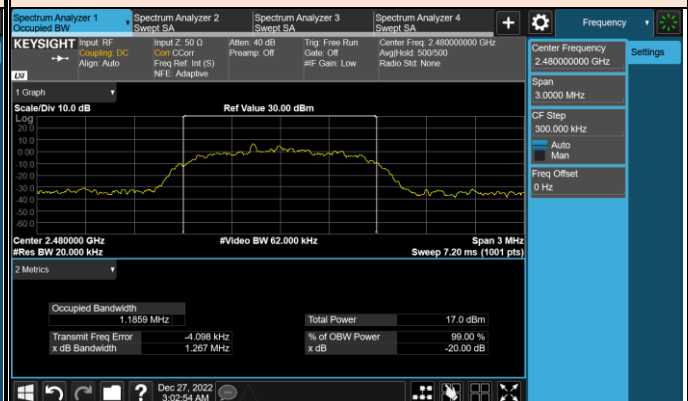 Spectrum Analyzer 1
Occupied BW
Spectrum Analyzer 2
Swept SA
Spectrum Analyzer 3
Swept SA
Spectrum Analyzer 4
Swept SA
+
Frequency
KEYSIGHT
Input: RF
Coupling: DC
Align: Auto
Input Z: 50 Ω
Corr CCorr
Freq Ref: Int (S)
NFE: Adaptive
Atten: 40 dB
Preamp: Off
Trig: Free Run
Gate: Off
#IF Gain: Low
Center Freq: 2.480000000 GHz
Avg|Hold: 500/500
Radio Std: None
LXI
Center Frequency
2.480000000 GHz
Settings
Span
3.0000 MHz
CF Step
300.000 kHz
Auto
Man
Freq Offset
0 Hz
1 Graph
Scale/Div 10.0 dB
Ref Value 30.00 dBm
Log
20.0
10.0
0.00
-10.0
-20.0
-30.0
-40.0
-50.0
-60.0
Center 2.480000 GHz
#Video BW 62.000 kHz
Span 3 MHz
#Res BW 20.000 kHz
Sweep 7.20 ms (1001 pts)
2 Metrics
Occupied Bandwidth
1.1859 MHz
Total Power 17.0 dBm
Transmit Freq Error -4.098 kHz
% of OBW Power 99.00 %
x dB Bandwidth 1.267 MHz
x dB -20.00 dB
?
Dec 27, 2022
3:02:54 AM